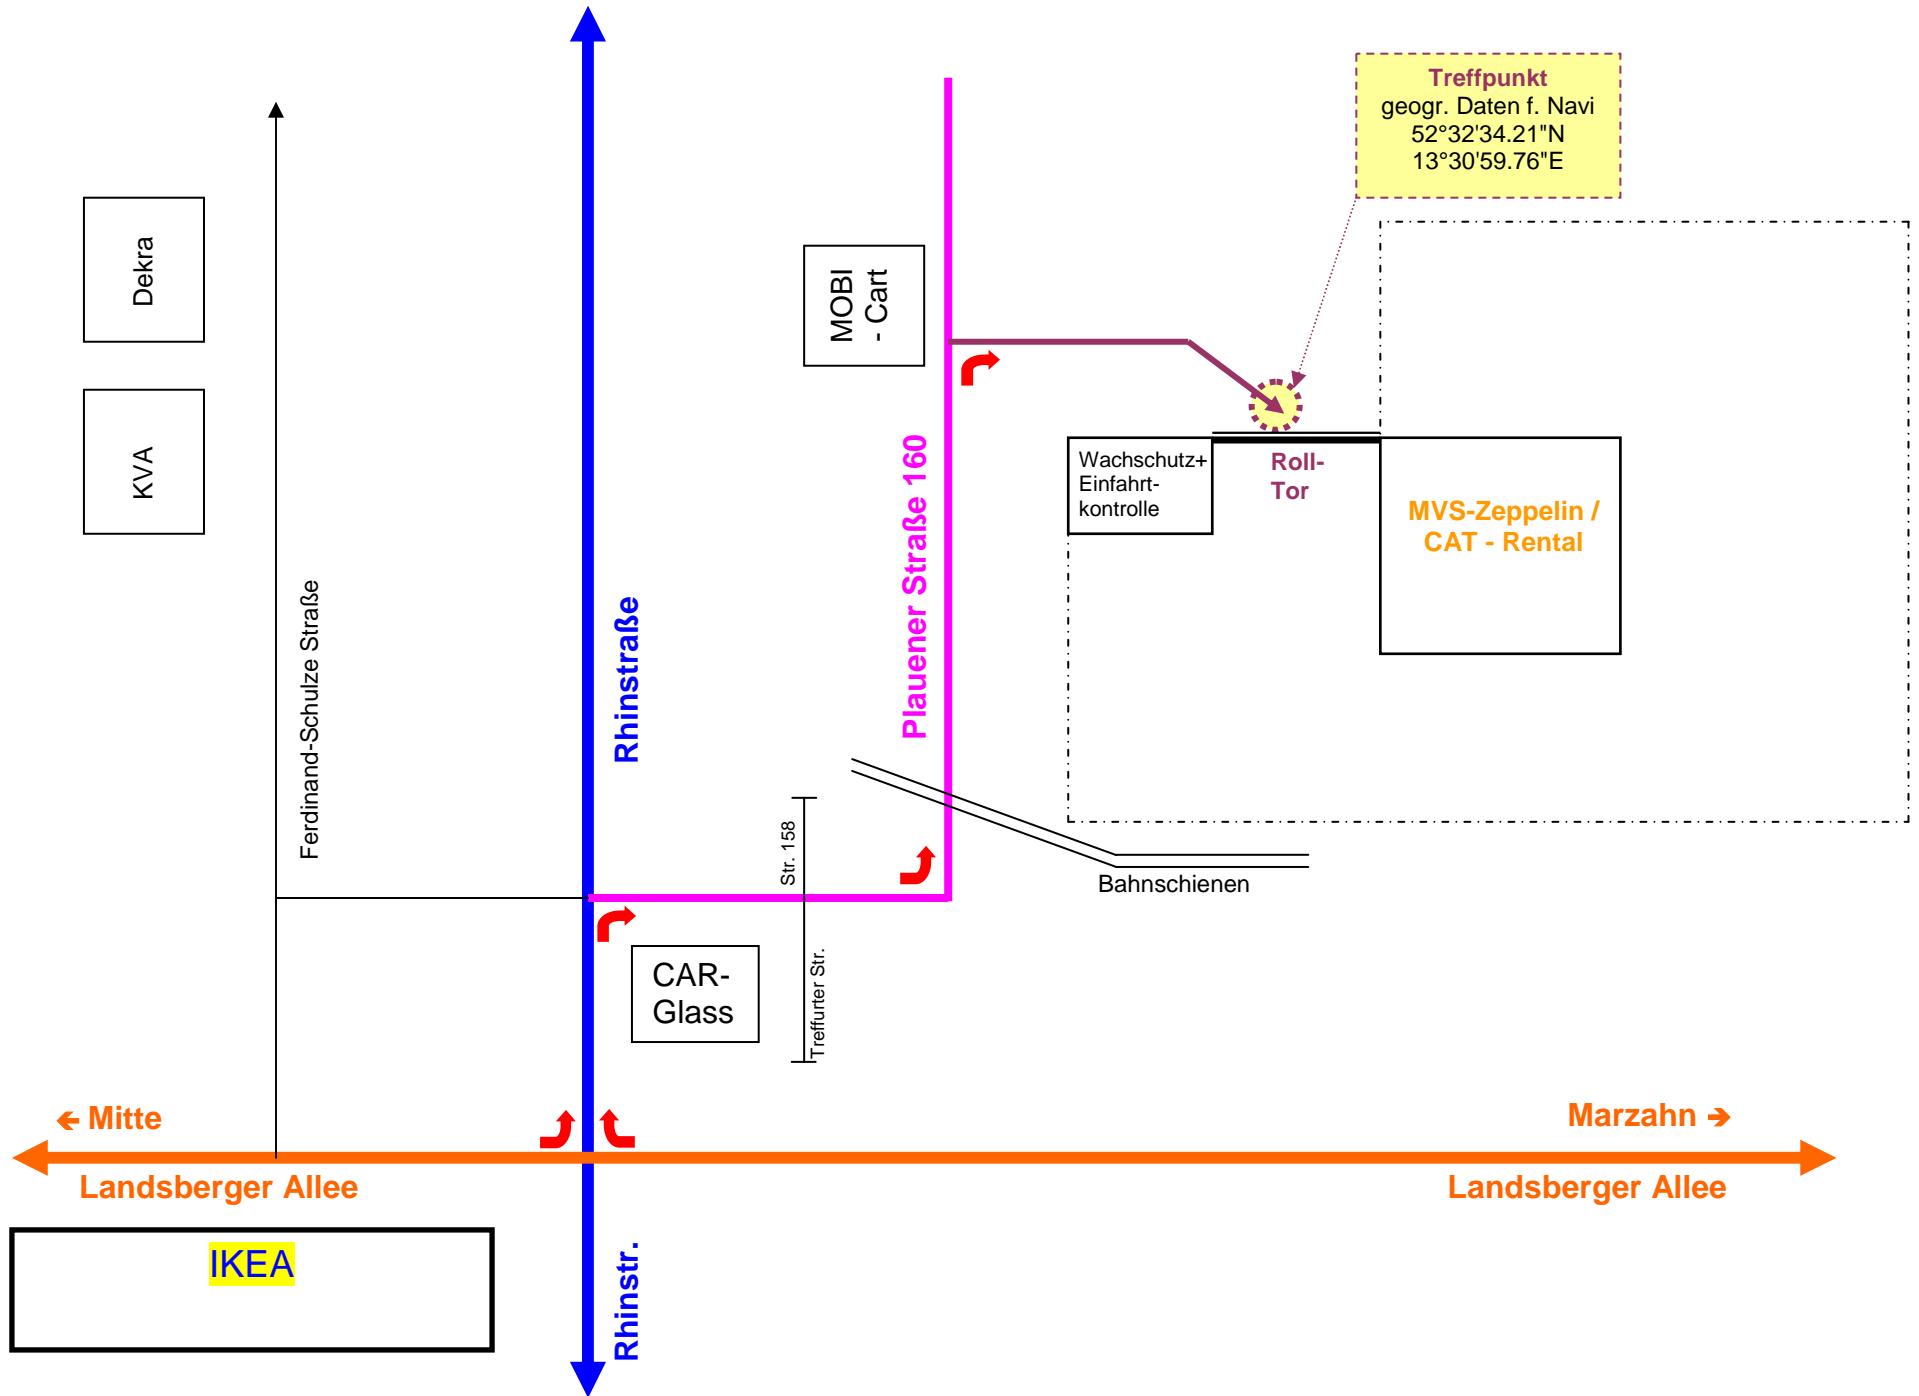 Treffpunkt
geogr. Daten f. Navi
52°32'34.21"N
13°30'59.76"E
Dekra
MOBI
- Cart
KVA
Plauener Straße 160
Wachschutz+
Einfahrt-
kontrolle
Roll-
Tor
MVS-Zeppelin /
CAT - Rental
Ferdinand-Schulze Straße
Rhinstraße
Str. 158
Bahnschienen
CAR-
Glass
Treffurter Str.
← Mitte
Marzahn →
Landsberger Allee
Landsberger Allee
IKEA
Rhinstr.